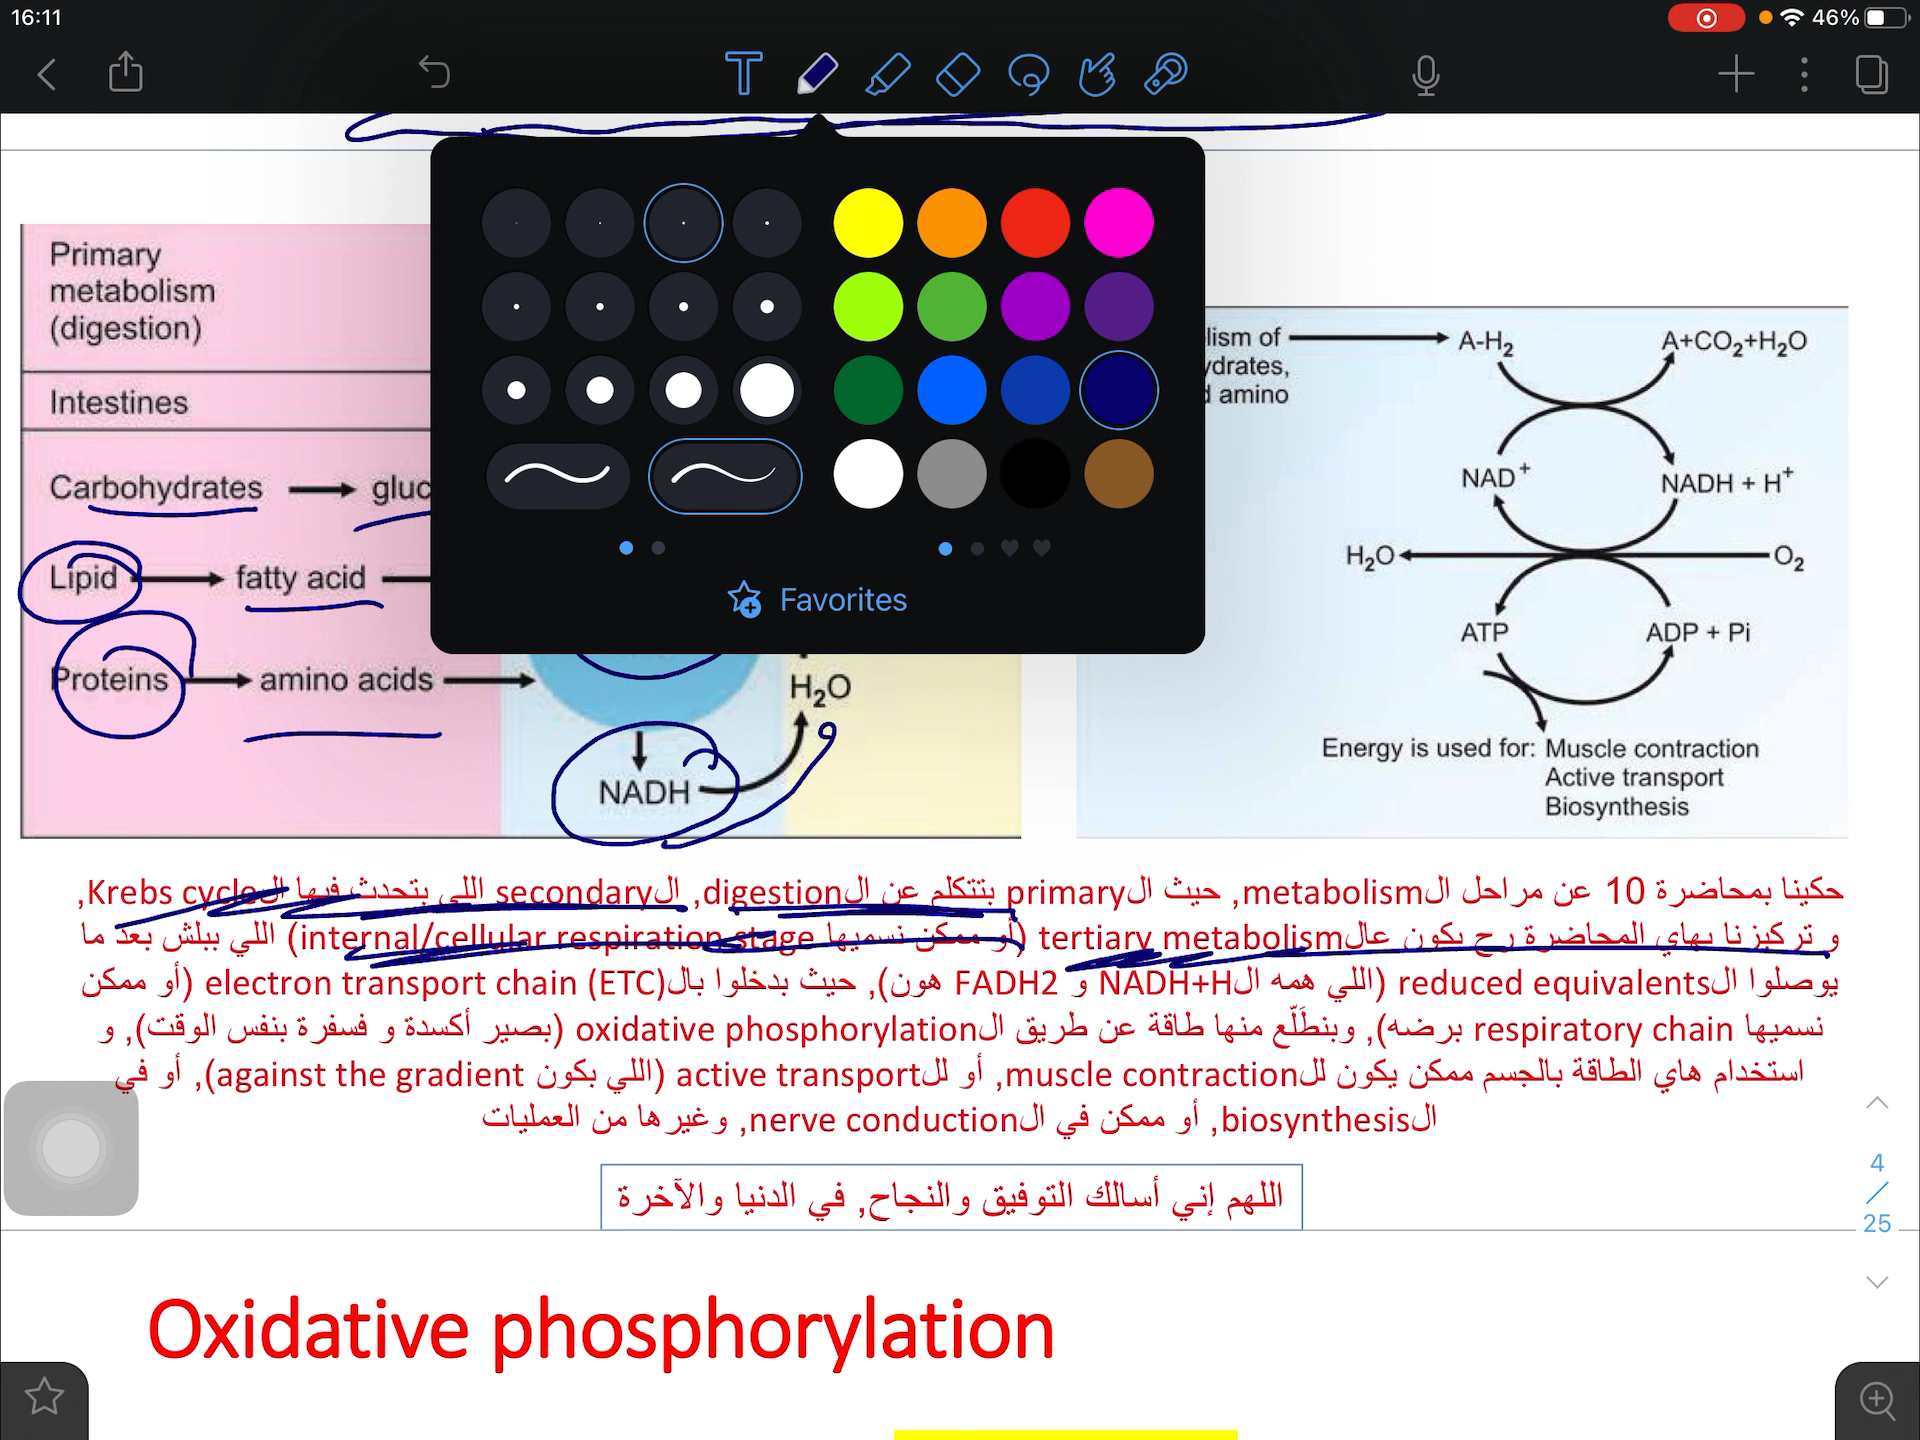 16:11
46%
T
Favorites
Primary
metabolism
(digestion)
Intestines
Carbohydrates → gluc
Lipid → fatty acid
Proteins → amino acids
H₂O
NADH
lism of
ydrates,
d amino
A-H₂
A+CO₂+H₂O
NAD⁺
NADH + H⁺
H₂O
O₂
ATP
ADP + Pi
Energy is used for: Muscle contraction
Active transport
Biosynthesis
حكينا بمحاضرة 10 عن مراحل الmetabolism, حيث الprimary بتتكلم عن الdigestion, الsecondary اللي بتتحدث فيها الKrebs cycle,
و تركيزنا بهاي المحاضرة رح يكون عالtertiary metabolism (أو ممكن نسميها internal/cellular respiration stage) اللي ببلش بعد ما
يوصلوا الreduced equivalents (اللي همه الNADH+H و FADH2 هون), حيث بدخلوا بالelectron transport chain (ETC) (أو ممكن
نسميها respiratory chain برضه), وبنطلّع منها طاقة عن طريق الoxidative phosphorylation (بصير أكسدة و فسفرة بنفس الوقت), و
استخدام هاي الطاقة بالجسم ممكن يكون للmuscle contraction, أو للactive transport (اللي بكون against the gradient), أو في
الbiosynthesis, أو ممكن في الnerve conduction, وغيرها من العمليات
اللهم إني أسالك التوفيق والنجاح, في الدنيا والآخرة
4
/
25
Oxidative phosphorylation